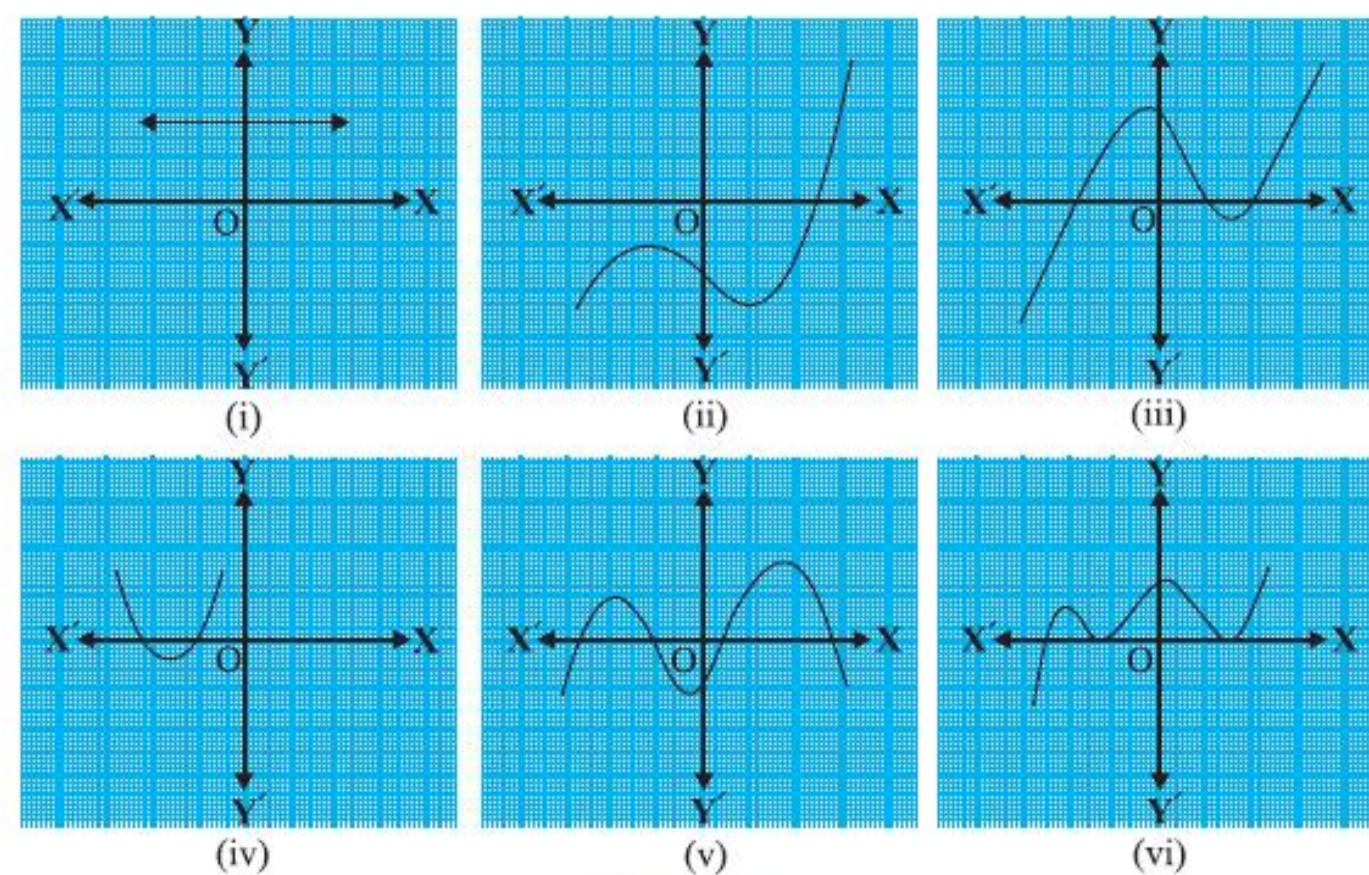 Y Y Y
X′ O X X′ O X X′ O X
Y′ Y′ Y′
(i) (ii) (iii)
Y Y Y
X′ O X X′ O X X′ O X
Y′ Y′ Y′
(iv) (v) (vi)